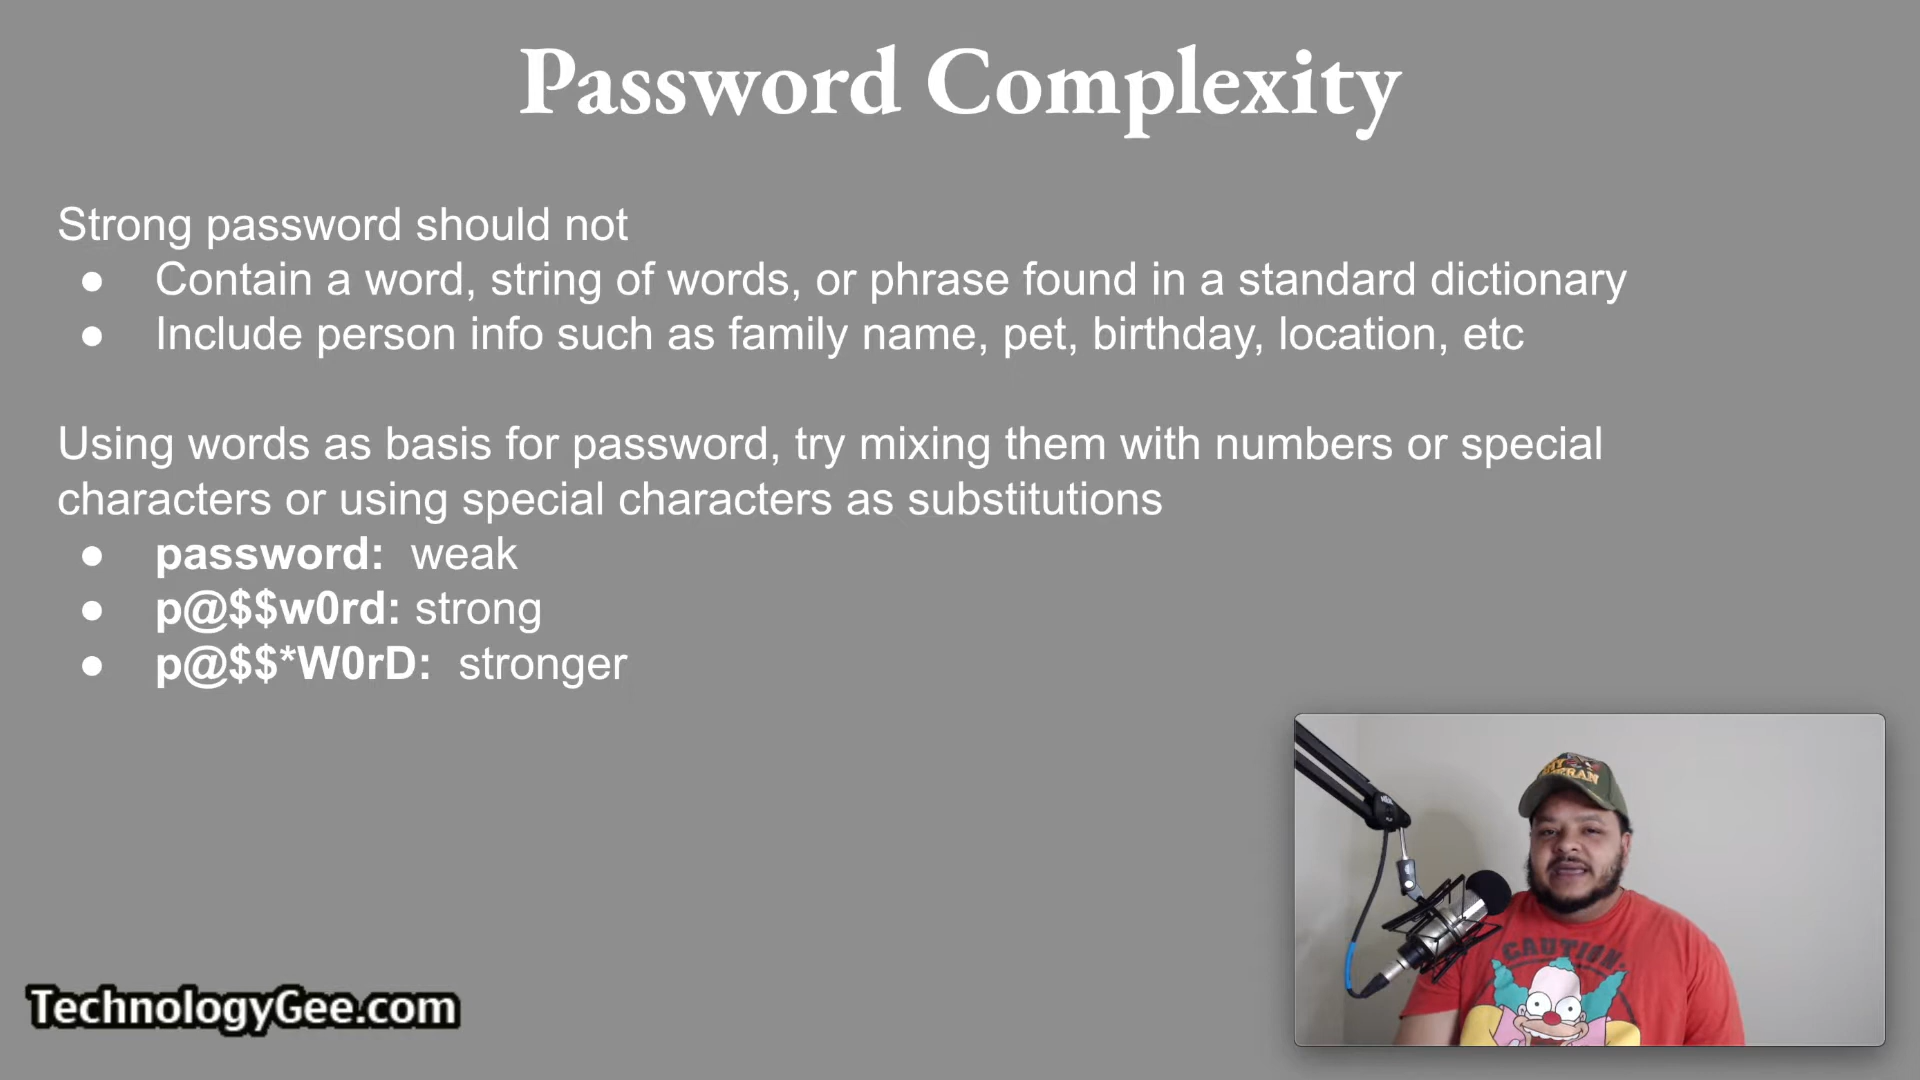 Password Complexity
Strong password should not
● Contain a word, string of words, or phrase found in a standard dictionary
● Include person info such as family name, pet, birthday, location, etc
Using words as basis for password, try mixing them with numbers or special
characters or using special characters as substitutions
● password: weak
● p@$$w0rd: strong
● p@$$*W0rD: stronger
CAUTION
TechnologyGee.com